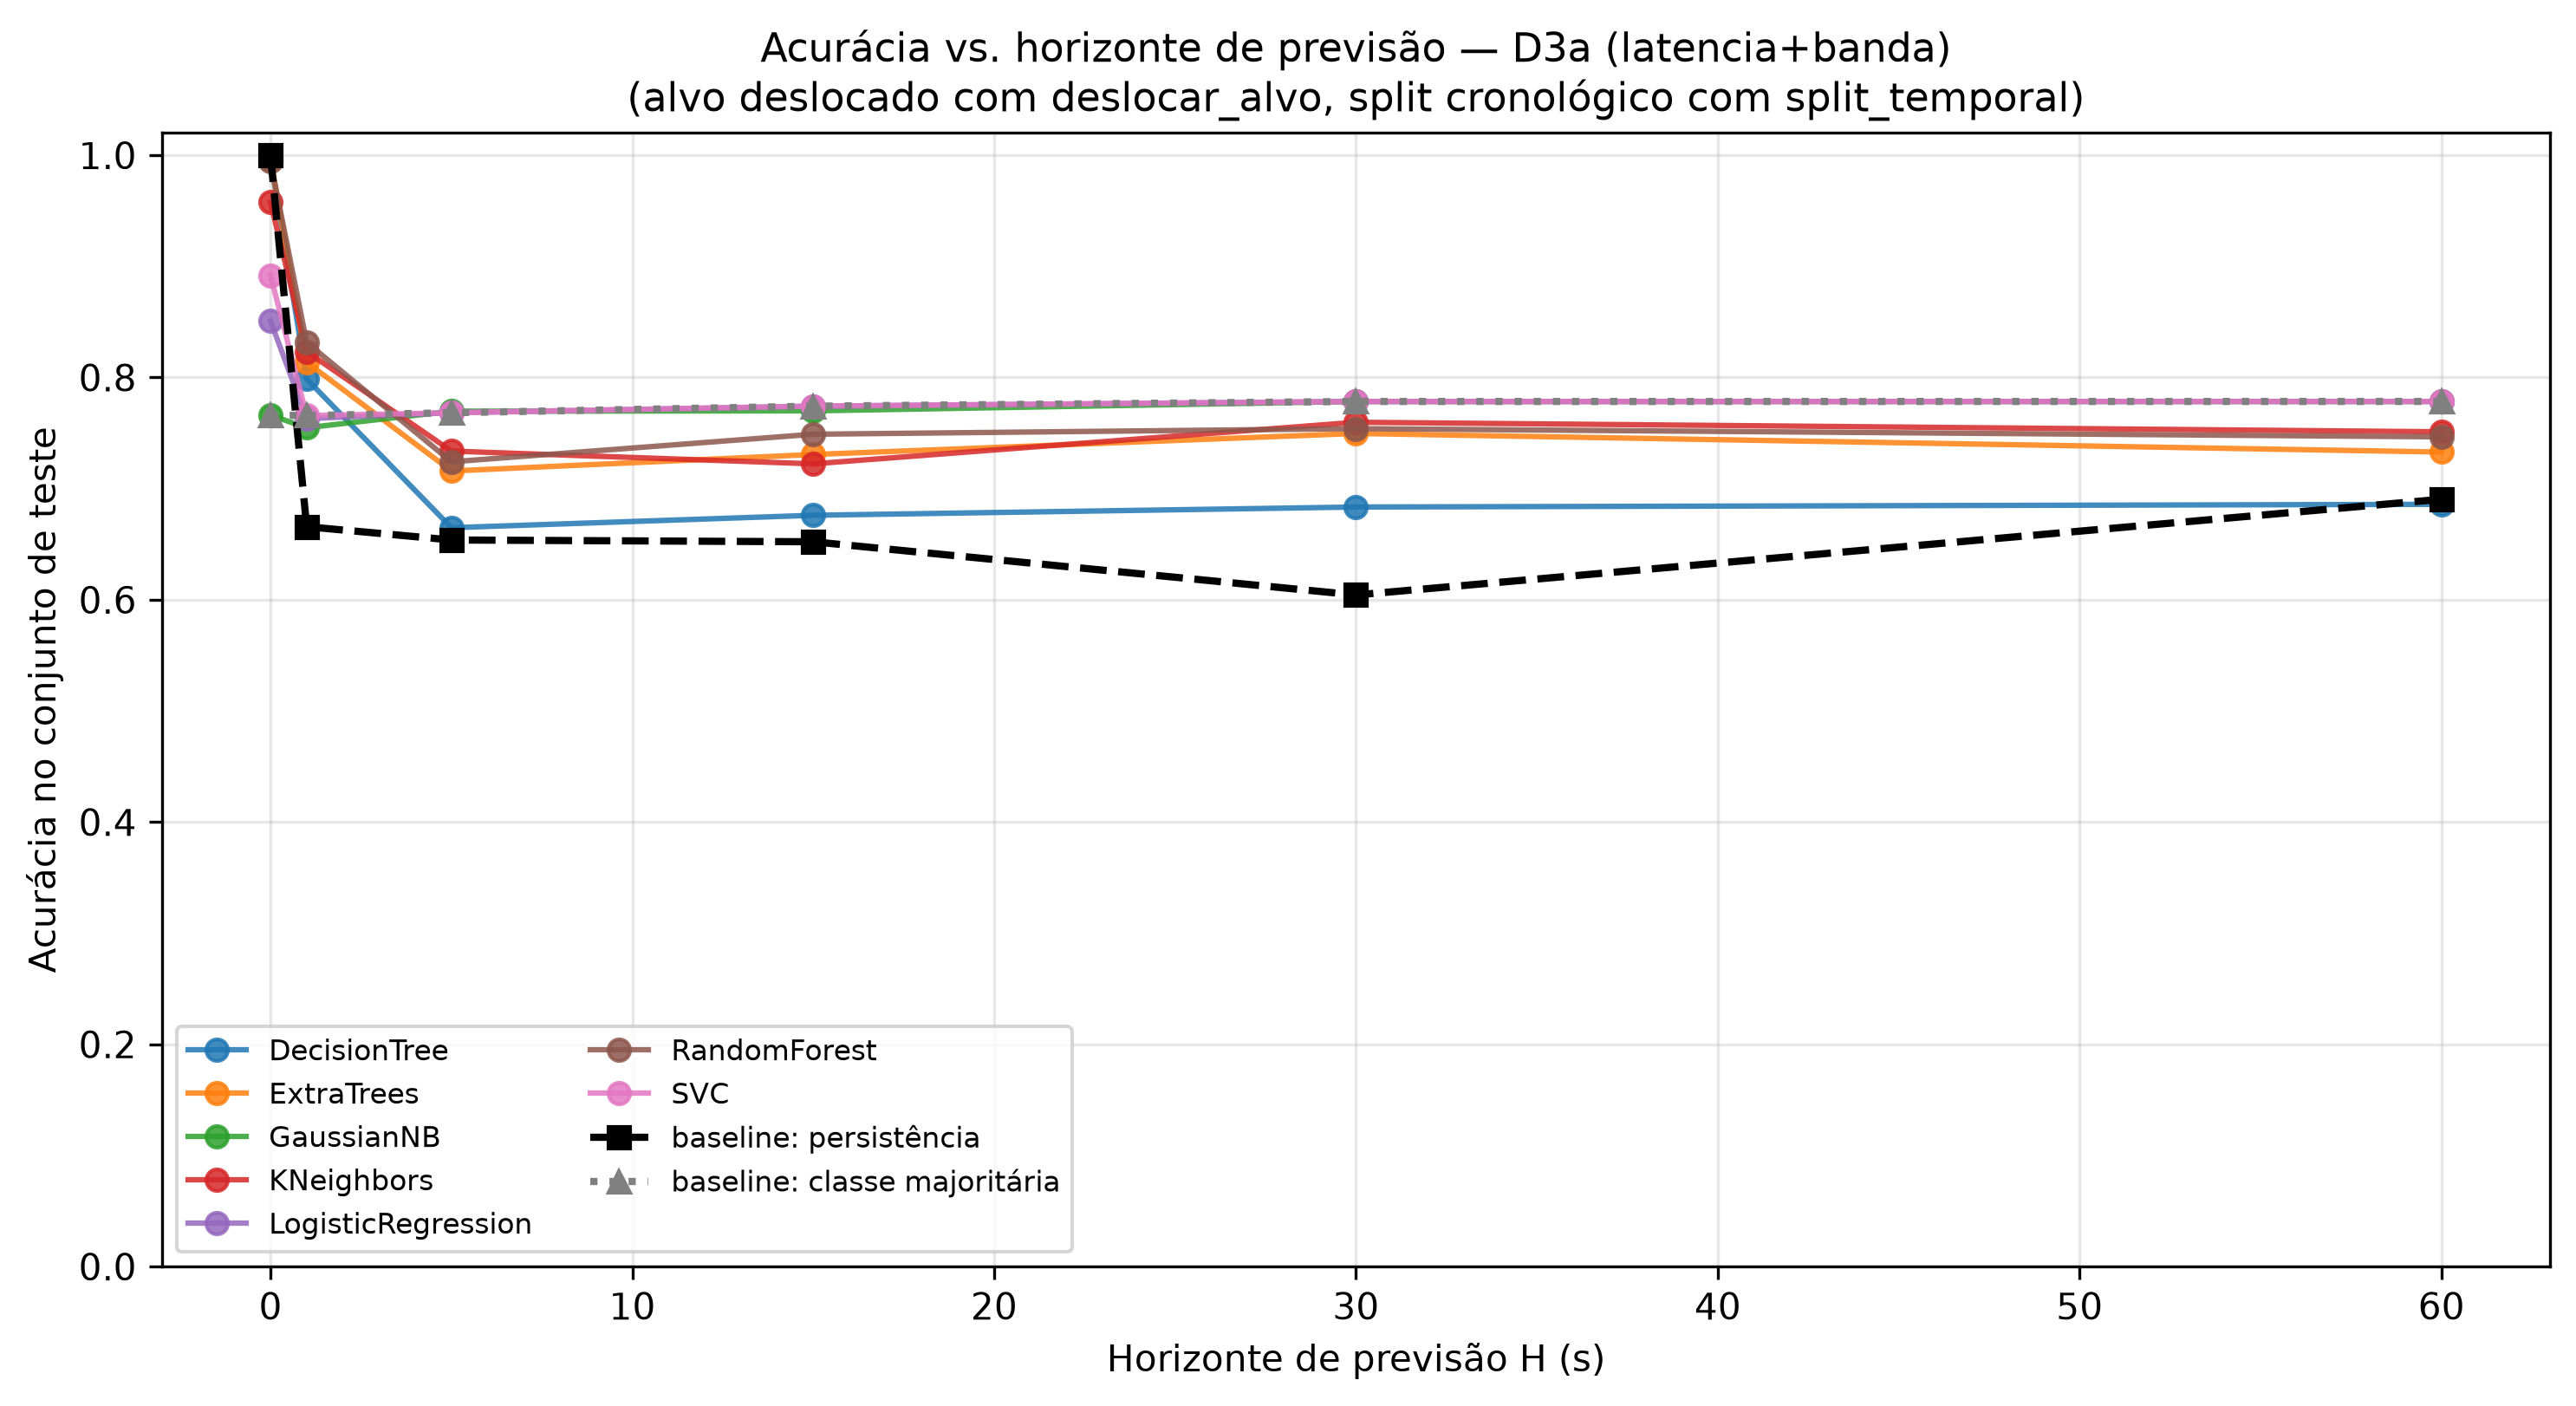 Acurácia vs. horizonte de previsão — D3a (latencia+banda)
(alvo deslocado com deslocar_alvo, split cronológico com split_temporal)
Acurácia no conjunto de teste
1.0
0.8
0.6
0.4
0.2
0.0
DecisionTree
ExtraTrees
GaussianNB
KNeighbors
LogisticRegression
RandomForest
SVC
baseline: persistência
baseline: classe majoritária
0 10 20 30 40 50 60
Horizonte de previsão H (s)